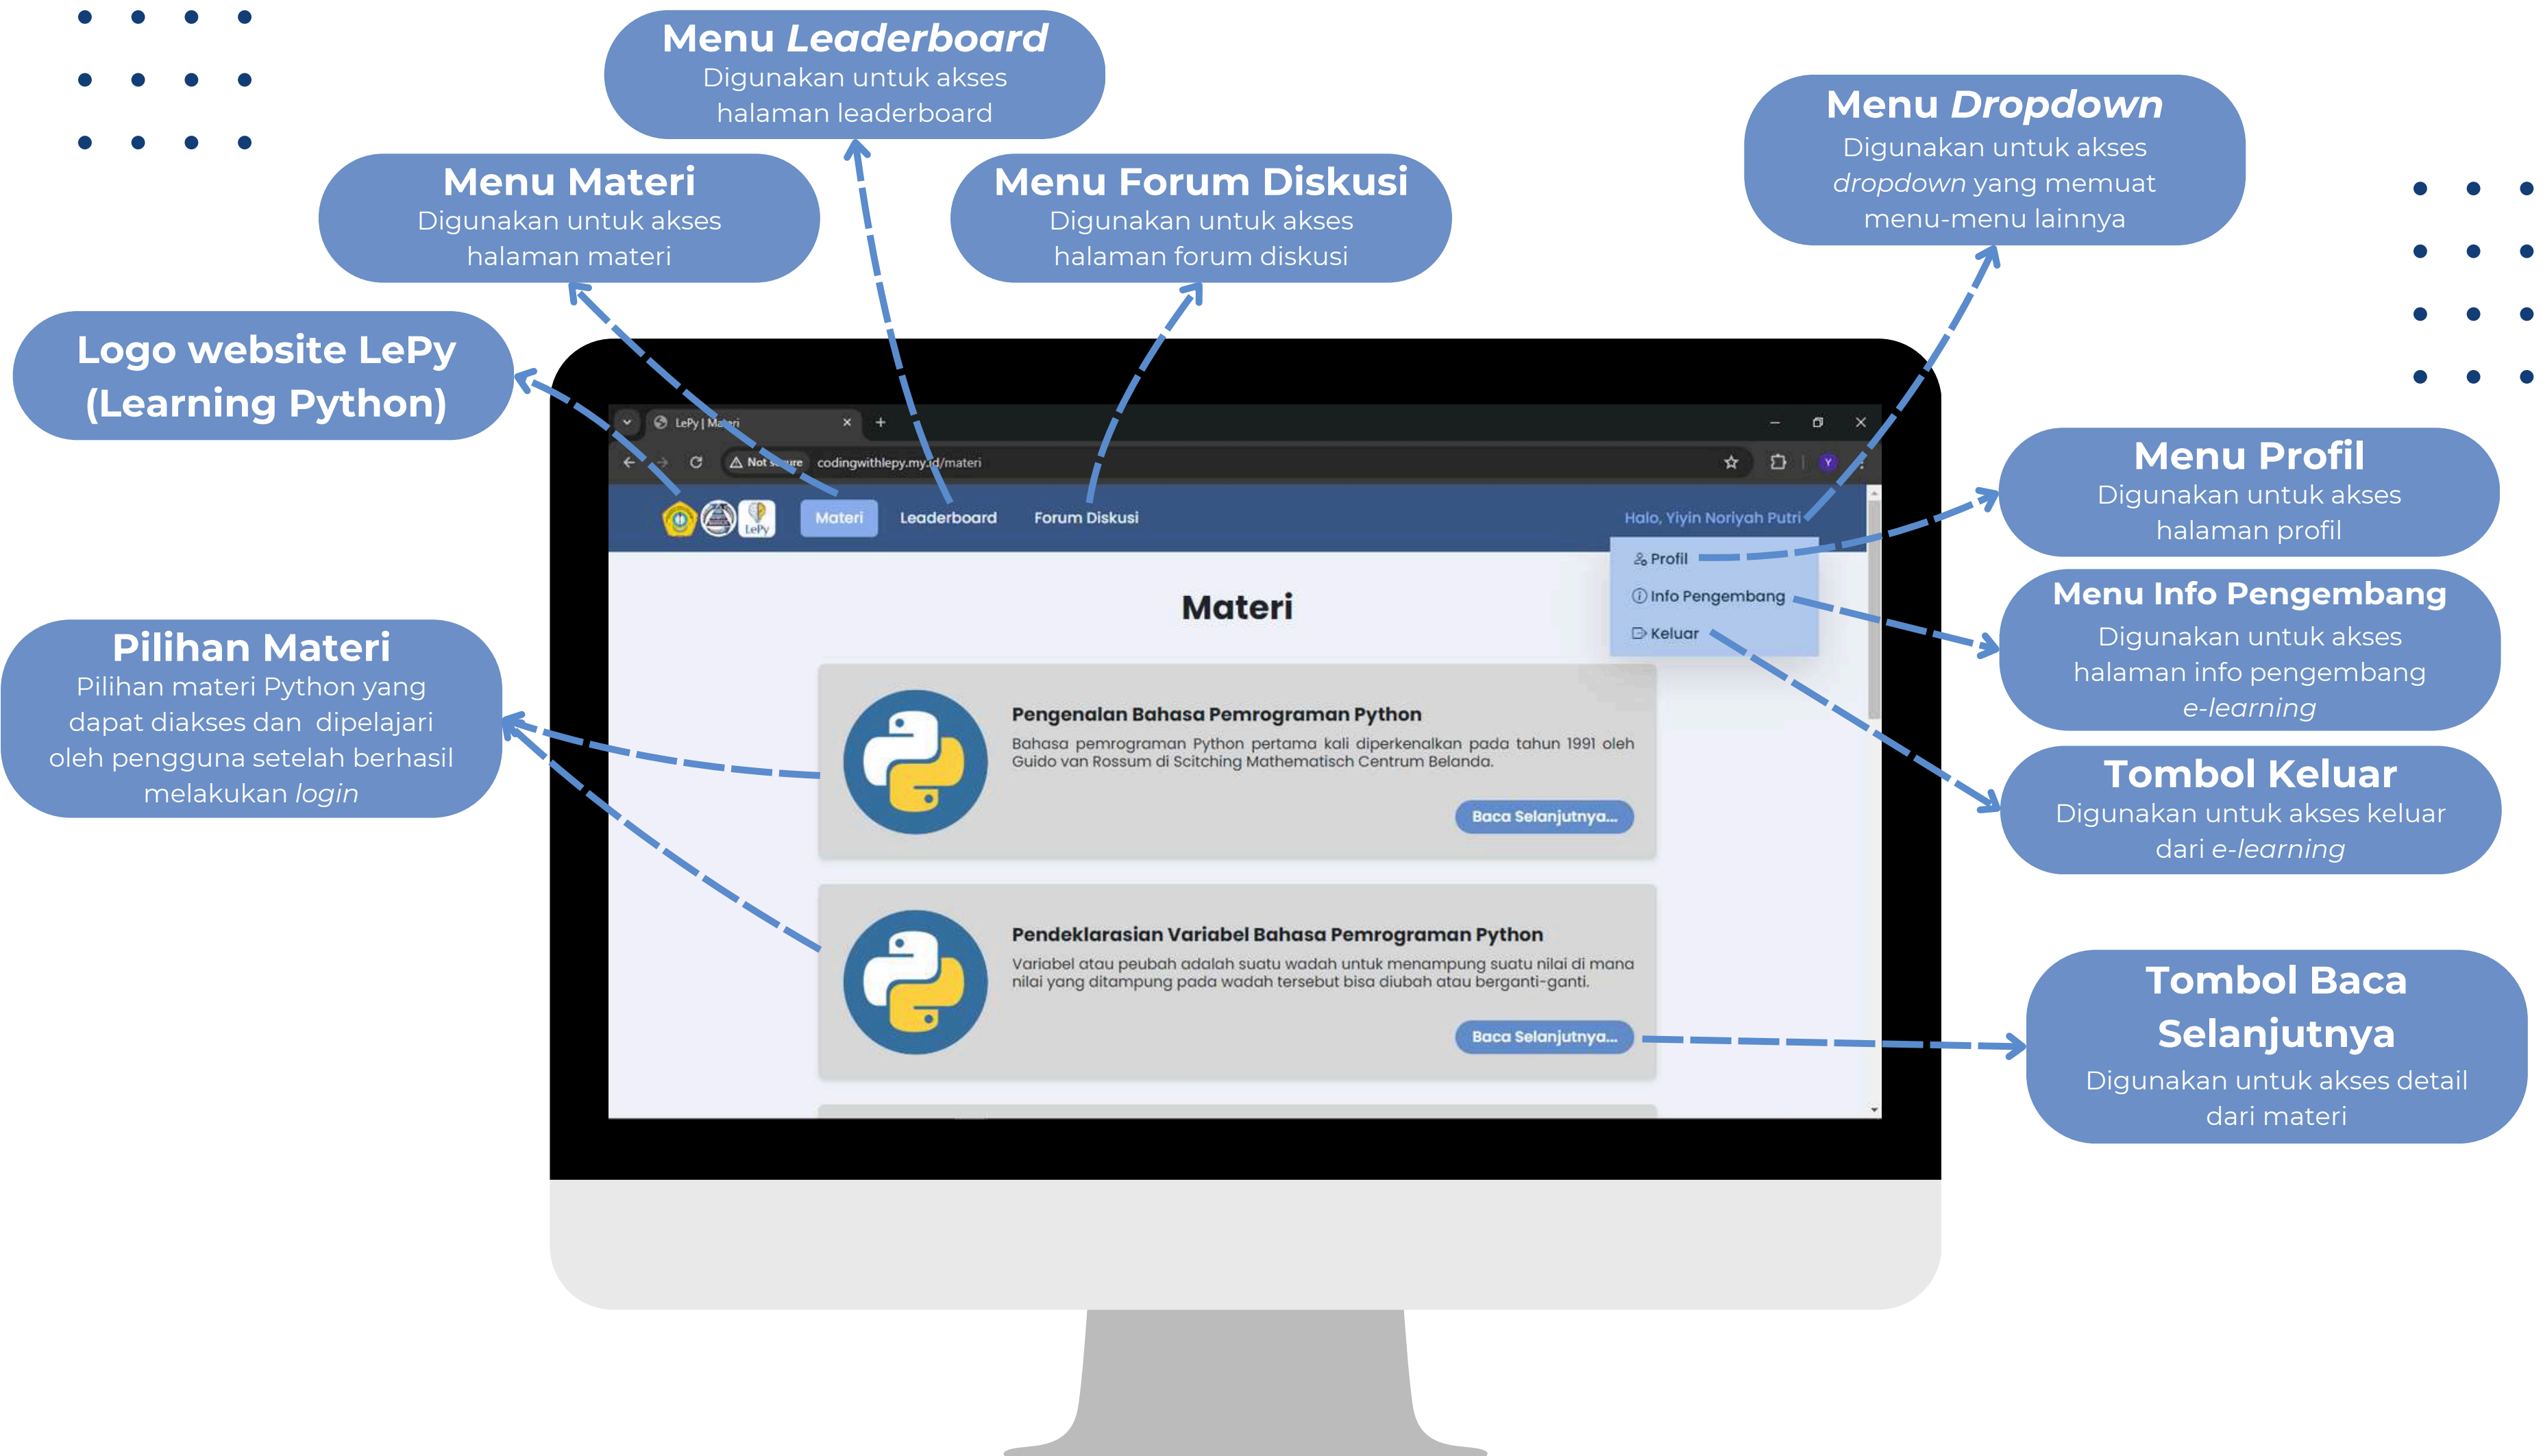 Menu Leaderboard
Digunakan untuk akses
halaman leaderboard
Menu Dropdown
Digunakan untuk akses
dropdown yang memuat
menu-menu lainnya
Menu Materi
Digunakan untuk akses
halaman materi
Menu Forum Diskusi
Digunakan untuk akses
halaman forum diskusi
Logo website LePy
(Learning Python)
LePy | Materi
Not secure codingwithlepy.my.id/materi
Y
LePy
Materi Leaderboard Forum Diskusi
Halo, Yiyin Noriyah Putri
Profil
Info Pengembang
Keluar
Menu Profil
Digunakan untuk akses
halaman profil
Menu Info Pengembang
Digunakan untuk akses
halaman info pengembang
e-learning
Tombol Keluar
Digunakan untuk akses keluar
dari e-learning
Pilihan Materi
Pilihan materi Python yang
dapat diakses dan dipelajari
oleh pengguna setelah berhasil
melakukan login
Materi
Pengenalan Bahasa Pemrograman Python
Bahasa pemrograman Python pertama kali diperkenalkan pada tahun 1991 oleh
Guido van Rossum di Scitching Mathematisch Centrum Belanda.
Baca Selanjutnya...
Pendeklarasian Variabel Bahasa Pemrograman Python
Variabel atau peubah adalah suatu wadah untuk menampung suatu nilai di mana
nilai yang ditampung pada wadah tersebut bisa diubah atau berganti-ganti.
Baca Selanjutnya...
Tombol Baca
Selanjutnya
Digunakan untuk akses detail
dari materi